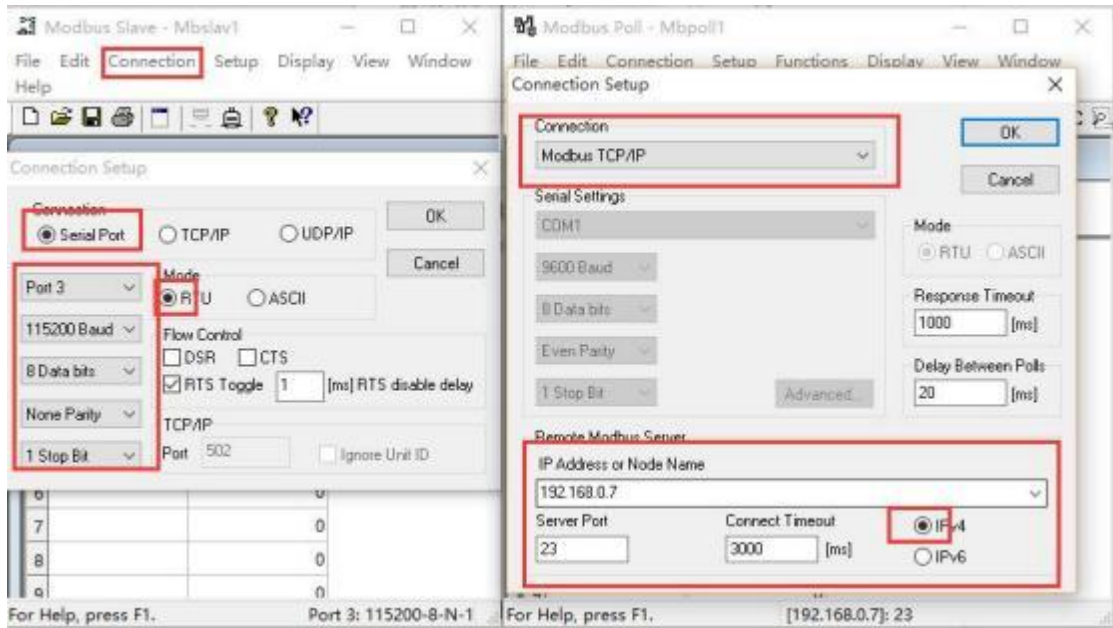 Modbus Slave - Mbslav1
File Edit Connection Setup Display View Window
Help
Connection Setup
Connection
Serial Port TCP/IP UDP/IP
OK
Cancel
Port 3
Mode
RTU ASCII
115200 Baud
Flow Control
DSR CTS
8 Data bits
RTS Toggle 1 [ms] RTS disable delay
None Parity
TCP/IP
1 Stop Bit
Port 502 Ignore Unit ID
6 0
7 0
8 0
9 0
For Help, press F1. Port 3: 115200-8-N-1
Modbus Poll - Mbpoll1
File Edit Connection Setup Functions Display View Window
Connection Setup
Connection
Modbus TCP/IP
OK
Cancel
Serial Settings
COM1
Mode
RTU ASCII
9600 Baud
Response Timeout
1000 [ms]
8 Data bits
Even Parity
Delay Between Polls
20 [ms]
1 Stop Bit Advanced...
Remote Modbus Server
IP Address or Node Name
192.168.0.7
Server Port Connect Timeout IPv4
23 3000 [ms] IPv6
For Help, press F1. [192.168.0.7]: 23